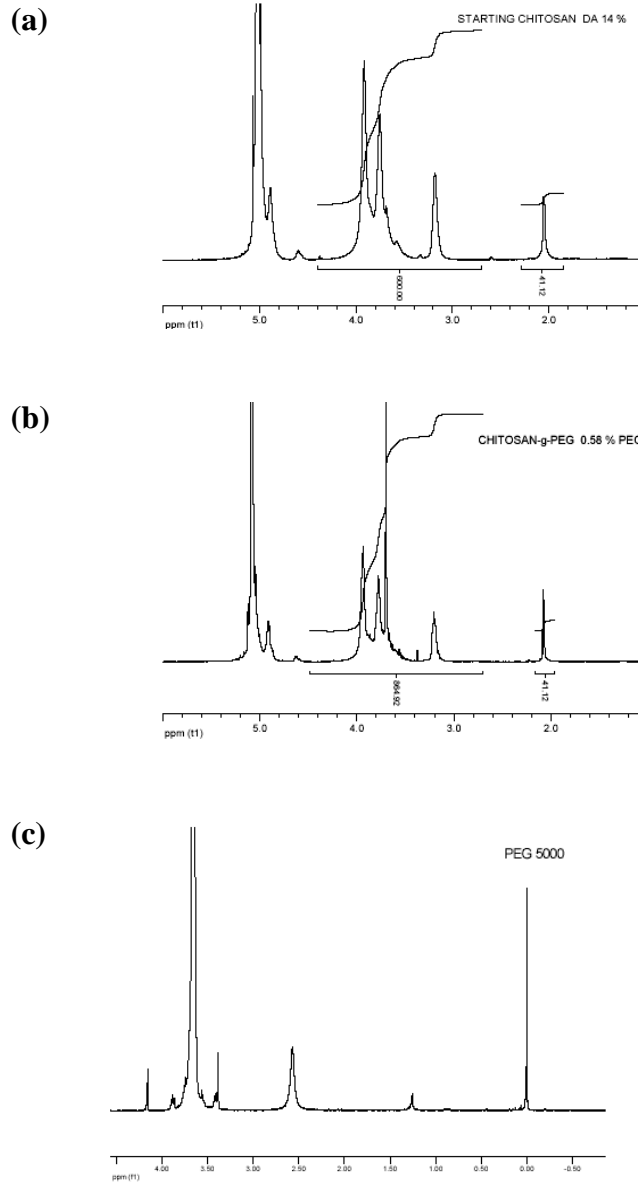 (a)
STARTING CHITOSAN DA 14 %
600.00
41.12
5.0 4.0 3.0 2.0
ppm (t1)
(b)
CHITOSAN-g-PEG 0.58 % PEG
864.92
41.12
5.0 4.0 3.0 2.0
ppm (t1)
(c)
PEG 5000
4.00 3.50 3.00 2.50 2.00 1.50 1.00 0.50 0.00 -0.50
ppm (f1)